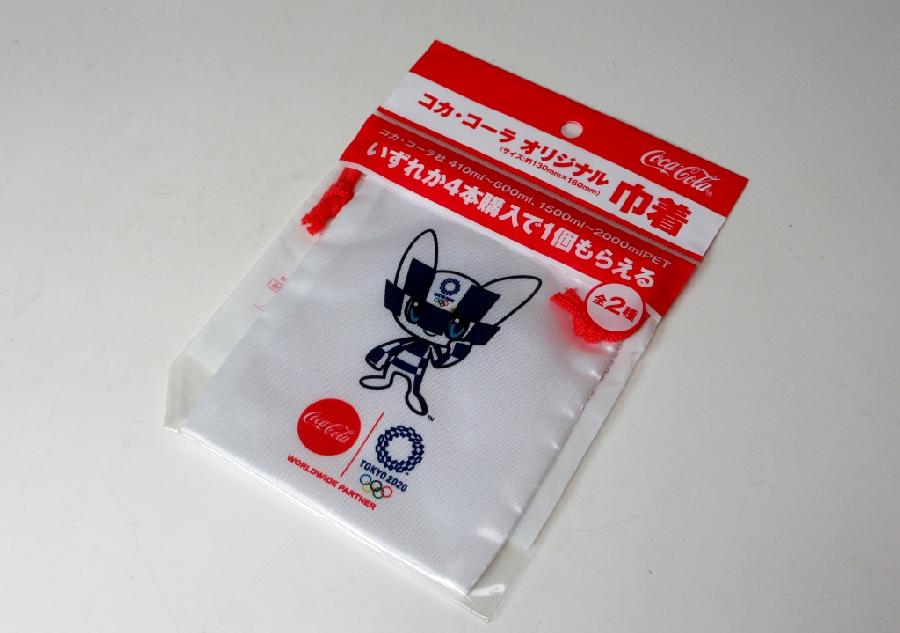 コカ・コーラ オリジナル 巾着
(サイズ:約130mm×180mm)
Coca-Cola
コカ・コーラ社 410ml~600ml、1500ml~2000mlPET
いずれか4本購入で1個もらえる
全2種
Coca-Cola
WORLDWIDE PARTNER
TOKYO 2020
TM